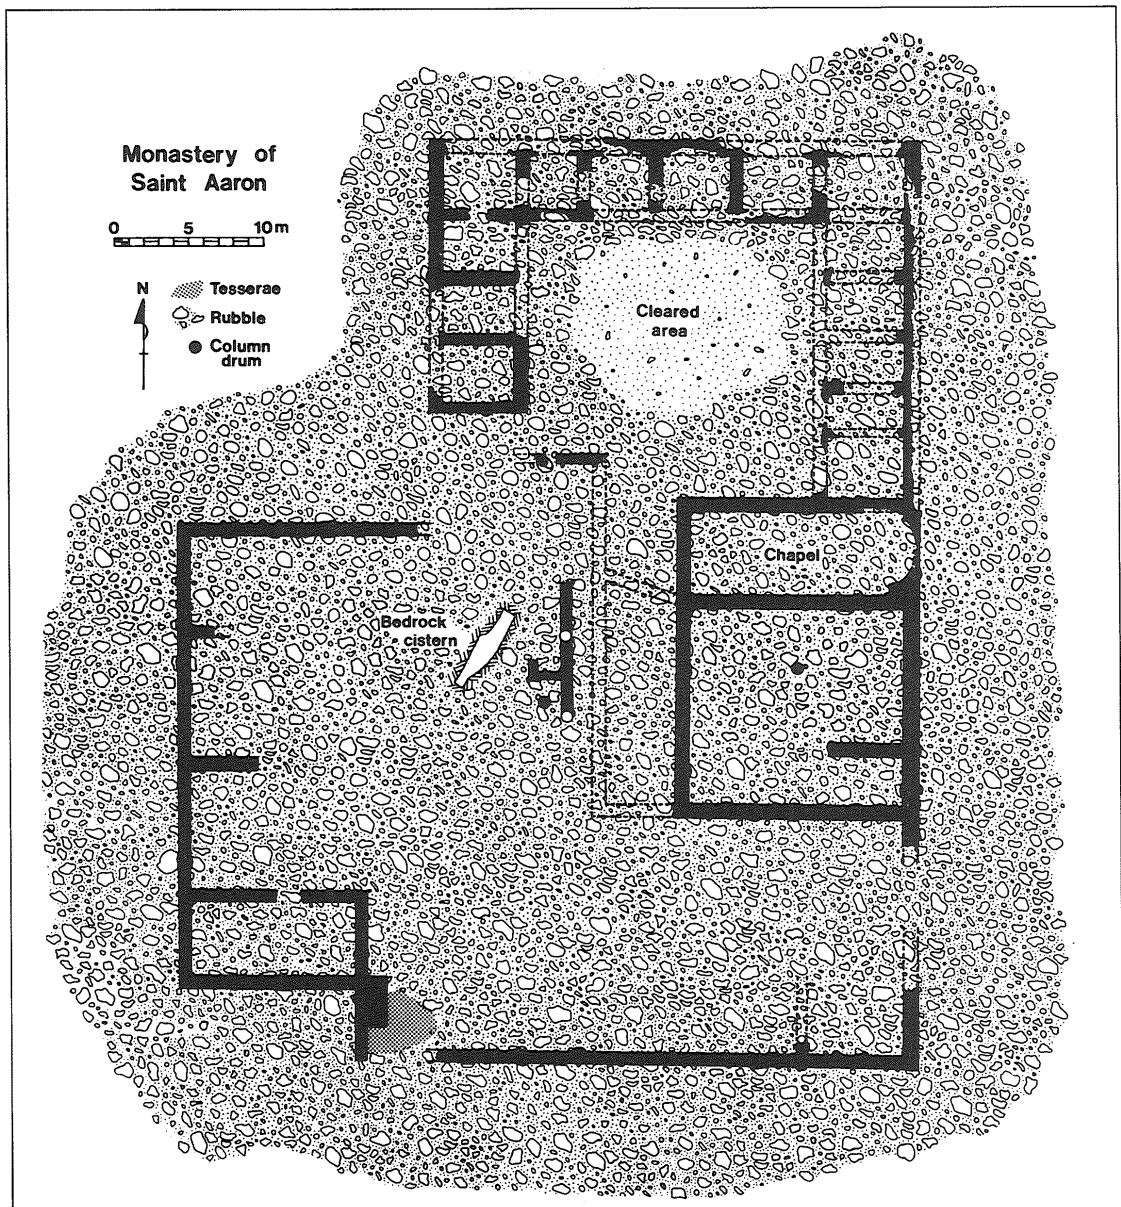 Monastery of
Saint Aaron
0 5 10m
N
Tesserae
Rubble
Column
drum
Cleared
area
Chapel
Bedrock
cistern